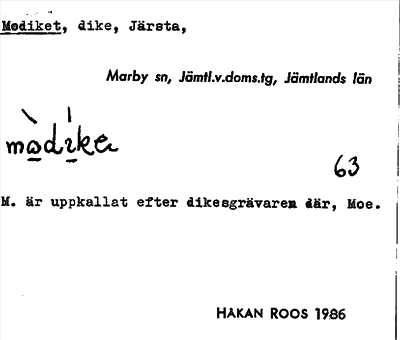 Mødiket, dike, Järsta,
Marby sn, Jämtl.v.doms.tg, Jämtlands län
mødike
63
M. är uppkallat efter dikesgrävaren där, Moe.
HÅKAN ROOS 1986